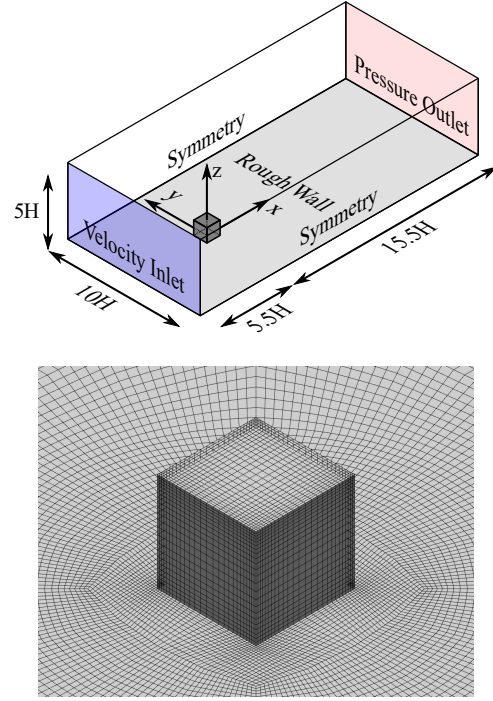 Pressure Outlet
Symmetry
z
Rough Wall
y
x
5H
Symmetry
Velocity Inlet
15.5H
10H
5.5H